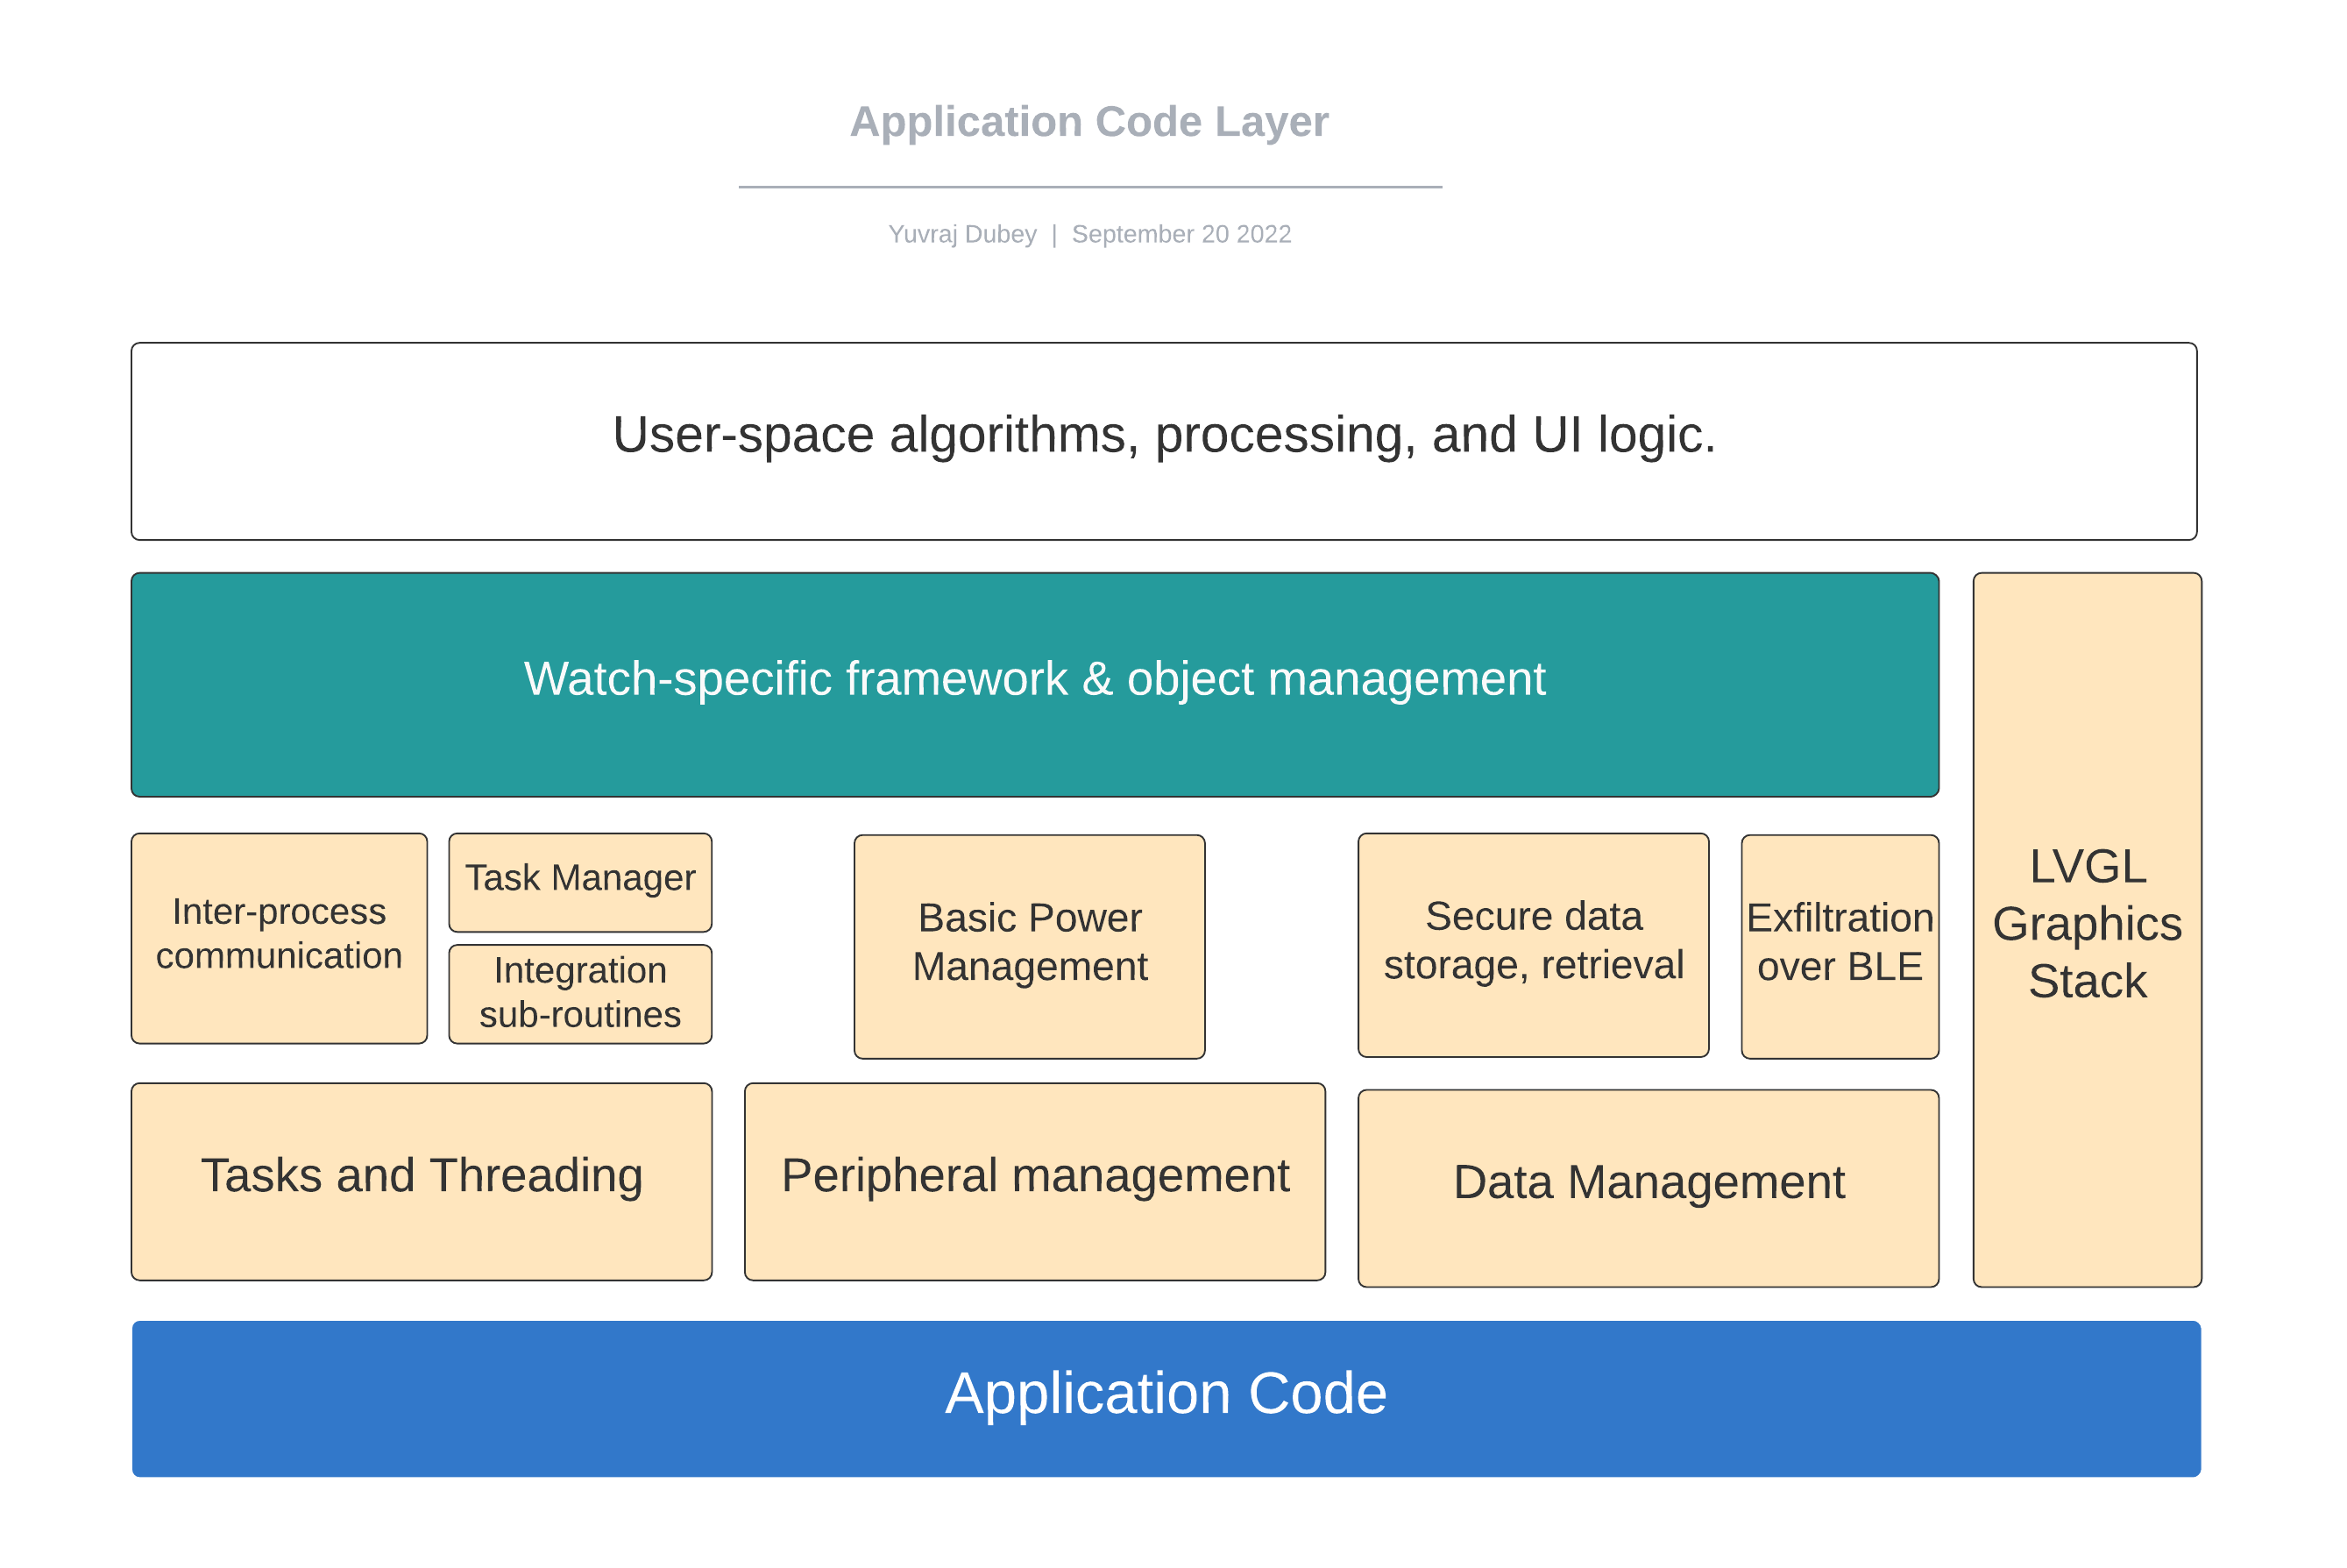 Application Code Layer
Yuvraj Dubey | September 20 2022
User-space algorithms, processing, and UI logic.
Watch-specific framework & object management
Inter-process
communication
Task Manager
Integration
sub-routines
Basic Power
Management
Secure data
storage, retrieval
Exfiltration
over BLE
LVGL
Graphics
Stack
Tasks and Threading
Peripheral management
Data Management
Application Code